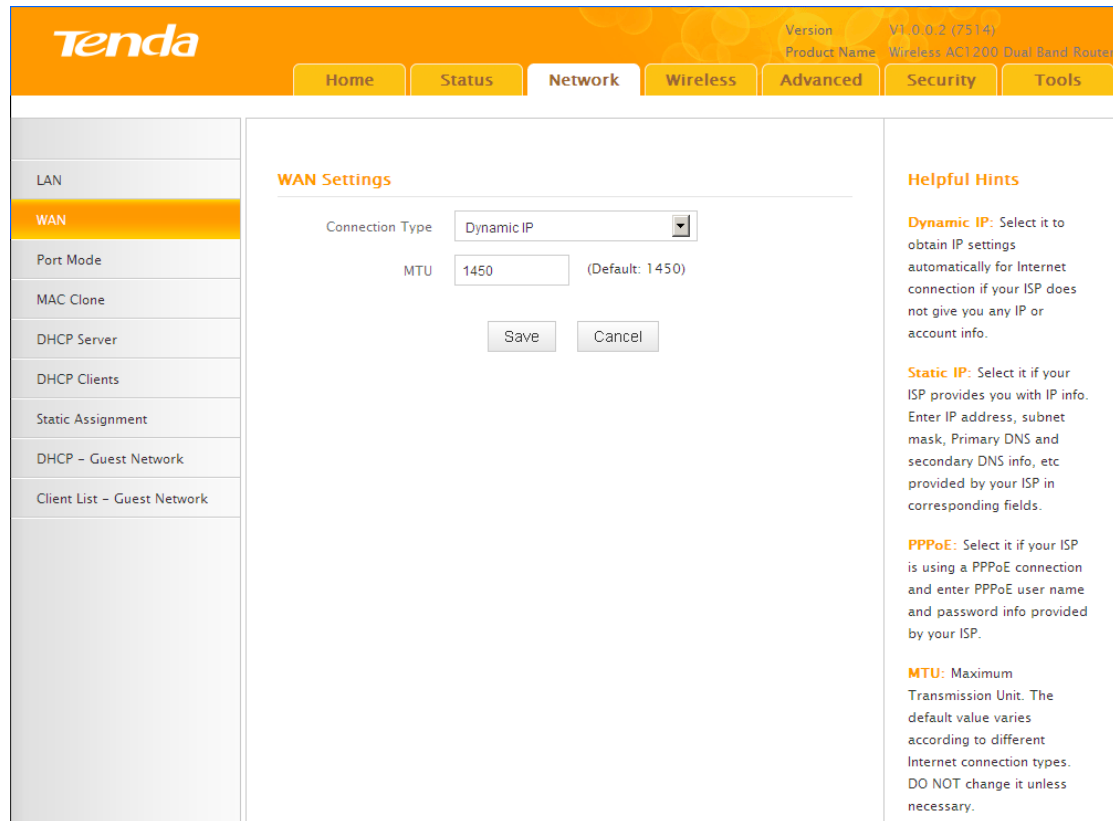 Tenda
Version V1.0.0.2 (7514)
Product Name Wireless AC1200 Dual Band Router
Home Status Network Wireless Advanced Security Tools
LAN
WAN
Port Mode
MAC Clone
DHCP Server
DHCP Clients
Static Assignment
DHCP – Guest Network
Client List – Guest Network
WAN Settings
Connection Type Dynamic IP
MTU 1450 (Default: 1450)
Save Cancel
Helpful Hints
Dynamic IP: Select it to
obtain IP settings
automatically for Internet
connection if your ISP does
not give you any IP or
account info.
Static IP: Select it if your
ISP provides you with IP info.
Enter IP address, subnet
mask, Primary DNS and
secondary DNS info, etc
provided by your ISP in
corresponding fields.
PPPoE: Select it if your ISP
is using a PPPoE connection
and enter PPPoE user name
and password info provided
by your ISP.
MTU: Maximum
Transmission Unit. The
default value varies
according to different
Internet connection types.
DO NOT change it unless
necessary.